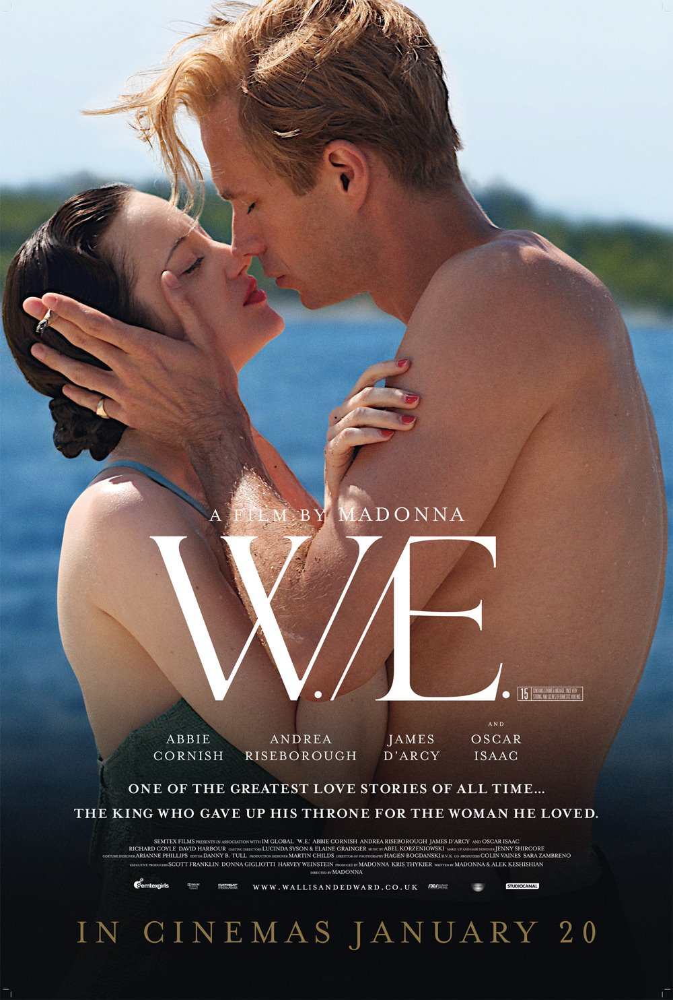 A FILM BY MADONNA
W./E.
15 CONTAINS STRONG LANGUAGE, ONCE VERY
STRONG, AND SCENES OF DOMESTIC VIOLENCE
AND
ABBIE ANDREA JAMES OSCAR
CORNISH RISEBOROUGH D'ARCY ISAAC
ONE OF THE GREATEST LOVE STORIES OF ALL TIME...
THE KING WHO GAVE UP HIS THRONE FOR THE WOMAN HE LOVED.
SEMTEX FILMS PRESENTS IN ASSOCIATION WITH IM GLOBAL "W.E." ABBIE CORNISH ANDREA RISEBOROUGH JAMES D'ARCY AND OSCAR ISAAC
RICHARD COYLE DAVID HARBOUR CASTING DIRECTORS LUCINDA SYSON & ELAINE GRAINGER MUSIC BY ABEL KORZENIOWSKI MAKE-UP AND HAIR DESIGNER JENNY SHIRCORE
COSTUME DESIGNER ARIANNE PHILLIPS EDITOR DANNY B. TULL PRODUCTION DESIGNER MARTIN CHILDS DIRECTOR OF PHOTOGRAPHY HAGEN BOGDANSKI B.V.K. CO-PRODUCERS COLIN VAINES SARA ZAMBRENO
EXECUTIVE PRODUCERS SCOTT FRANKLIN DONNA GIGLIOTTI HARVEY WEINSTEIN PRODUCED BY MADONNA KRIS THYKIER WRITTEN BY MADONNA & ALEK KESHISHIAN
DIRECTED BY MADONNA
Semtexgirls DOLBY DIGITAL DATASAT WWW.WALLISANDEDWARD.CO.UK SDDS STUDIOCANAL
IN CINEMAS JANUARY 20